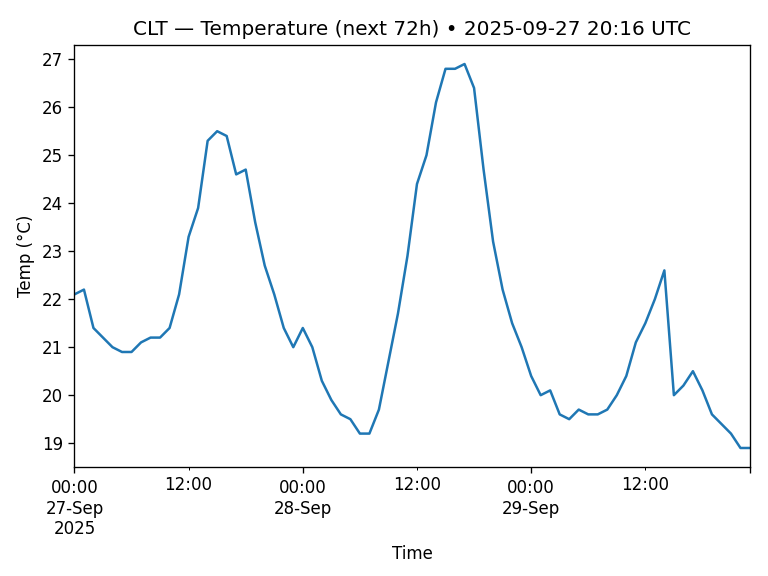 CLT — Temperature (next 72h) • 2025-09-27 20:16 UTC
27
26
25
24
23
22
21
20
19
Temp (°C)
00:00 12:00 00:00 12:00 00:00 12:00
27-Sep 28-Sep 29-Sep
2025
Time